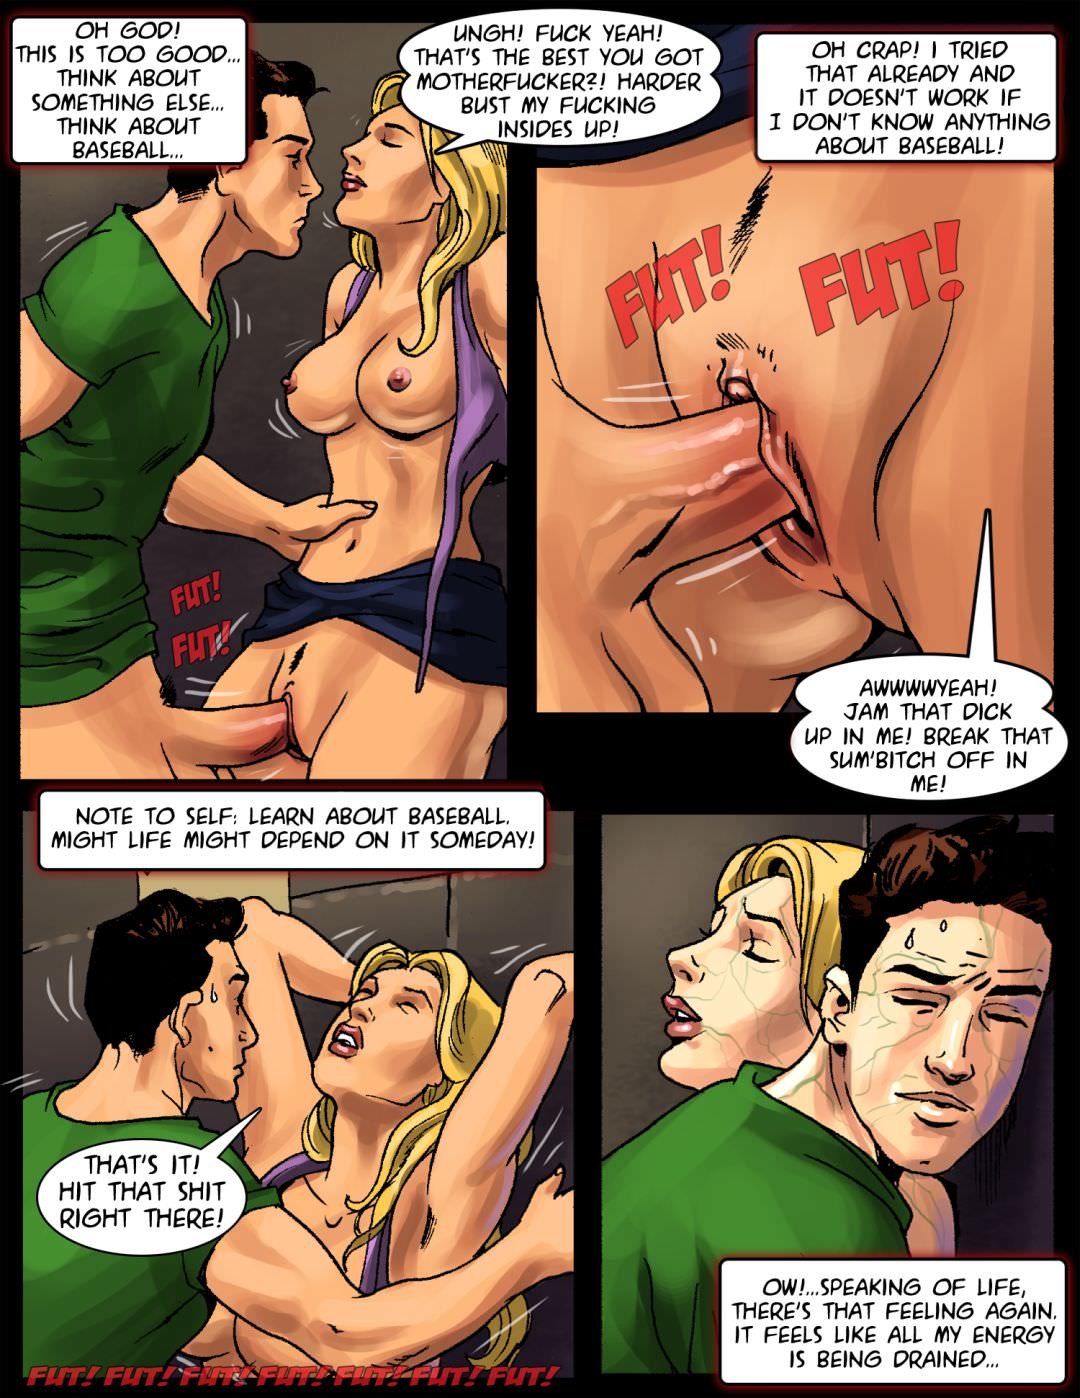 OH GOD!
THIS IS TOO GOOD...
THINK ABOUT
SOMETHING ELSE...
THINK ABOUT
BASEBALL...
UNGH! FUCK YEAH!
THAT'S THE BEST YOU GOT
MOTHERFUCKER?! HARDER
BUST MY FUCKING
INSIDES UP!
FUT!
FUT!
OH CRAP! I TRIED
THAT ALREADY AND
IT DOESN'T WORK IF
I DON'T KNOW ANYTHING
ABOUT BASEBALL!
FUT!
FUT!
AWWWWYEAH!
JAM THAT DICK
UP IN ME! BREAK THAT
SUM'BITCH OFF IN
ME!
NOTE TO SELF: LEARN ABOUT BASEBALL.
MIGHT LIFE MIGHT DEPEND ON IT SOMEDAY!
THAT'S IT!
HIT THAT SHIT
RIGHT THERE!
FUT! FUT! FUT! FUT! FUT! FUT! FUT!
OW!...SPEAKING OF LIFE,
THERE'S THAT FEELING AGAIN.
IT FEELS LIKE ALL MY ENERGY
IS BEING DRAINED...